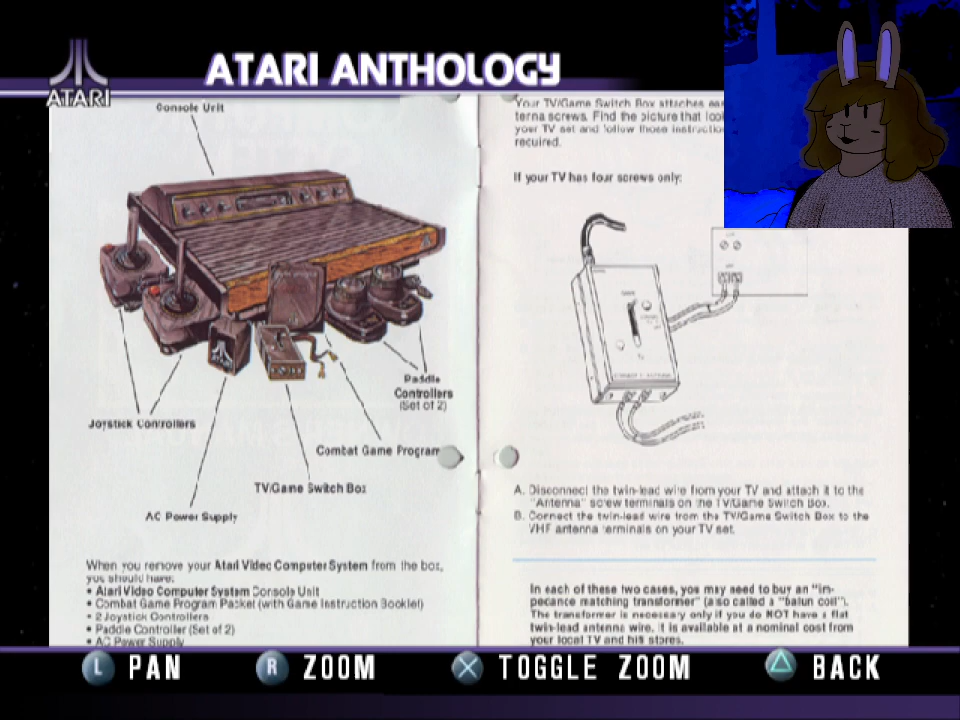 ATARI ANTHOLOGY
ATARI
Console Unit
Joystick Controllers
AC Power Supply
TV/Game Switch Box
Combat Game Program
Paddle
Controllers
(Set of 2)
When you remove your Atari Video Computer System from the box,
you should have:
• Atari Video Computer System Console Unit
• Combat Game Program Packet (with Game Instruction Booklet)
• 2 Joystick Controllers
• Paddle Controller (Set of 2)
• AC Power Supply
Your TV/Game Switch Box attaches
terna screws. Find the picture that
your TV set and follow those
required.
If your TV has four screws only:
A. Disconnect the twin-lead wire from your TV and attach it to the
"Antenna" screw terminals on the TV/Game Switch Box.
B. Connect the twin-lead wire from the TV/Game Switch Box to the
VHF antenna terminals on your TV set.
In each of these two cases, you may need to buy an "im-
pecance matching transformer" (also called a "balun coil").
The transformer is necessary only if you do NOT have a flat
twin-lead antenna wire. It is available at a nominal cost from
your local TV and hifi stores.
L PAN
R ZOOM
TOGGLE ZOOM
BACK